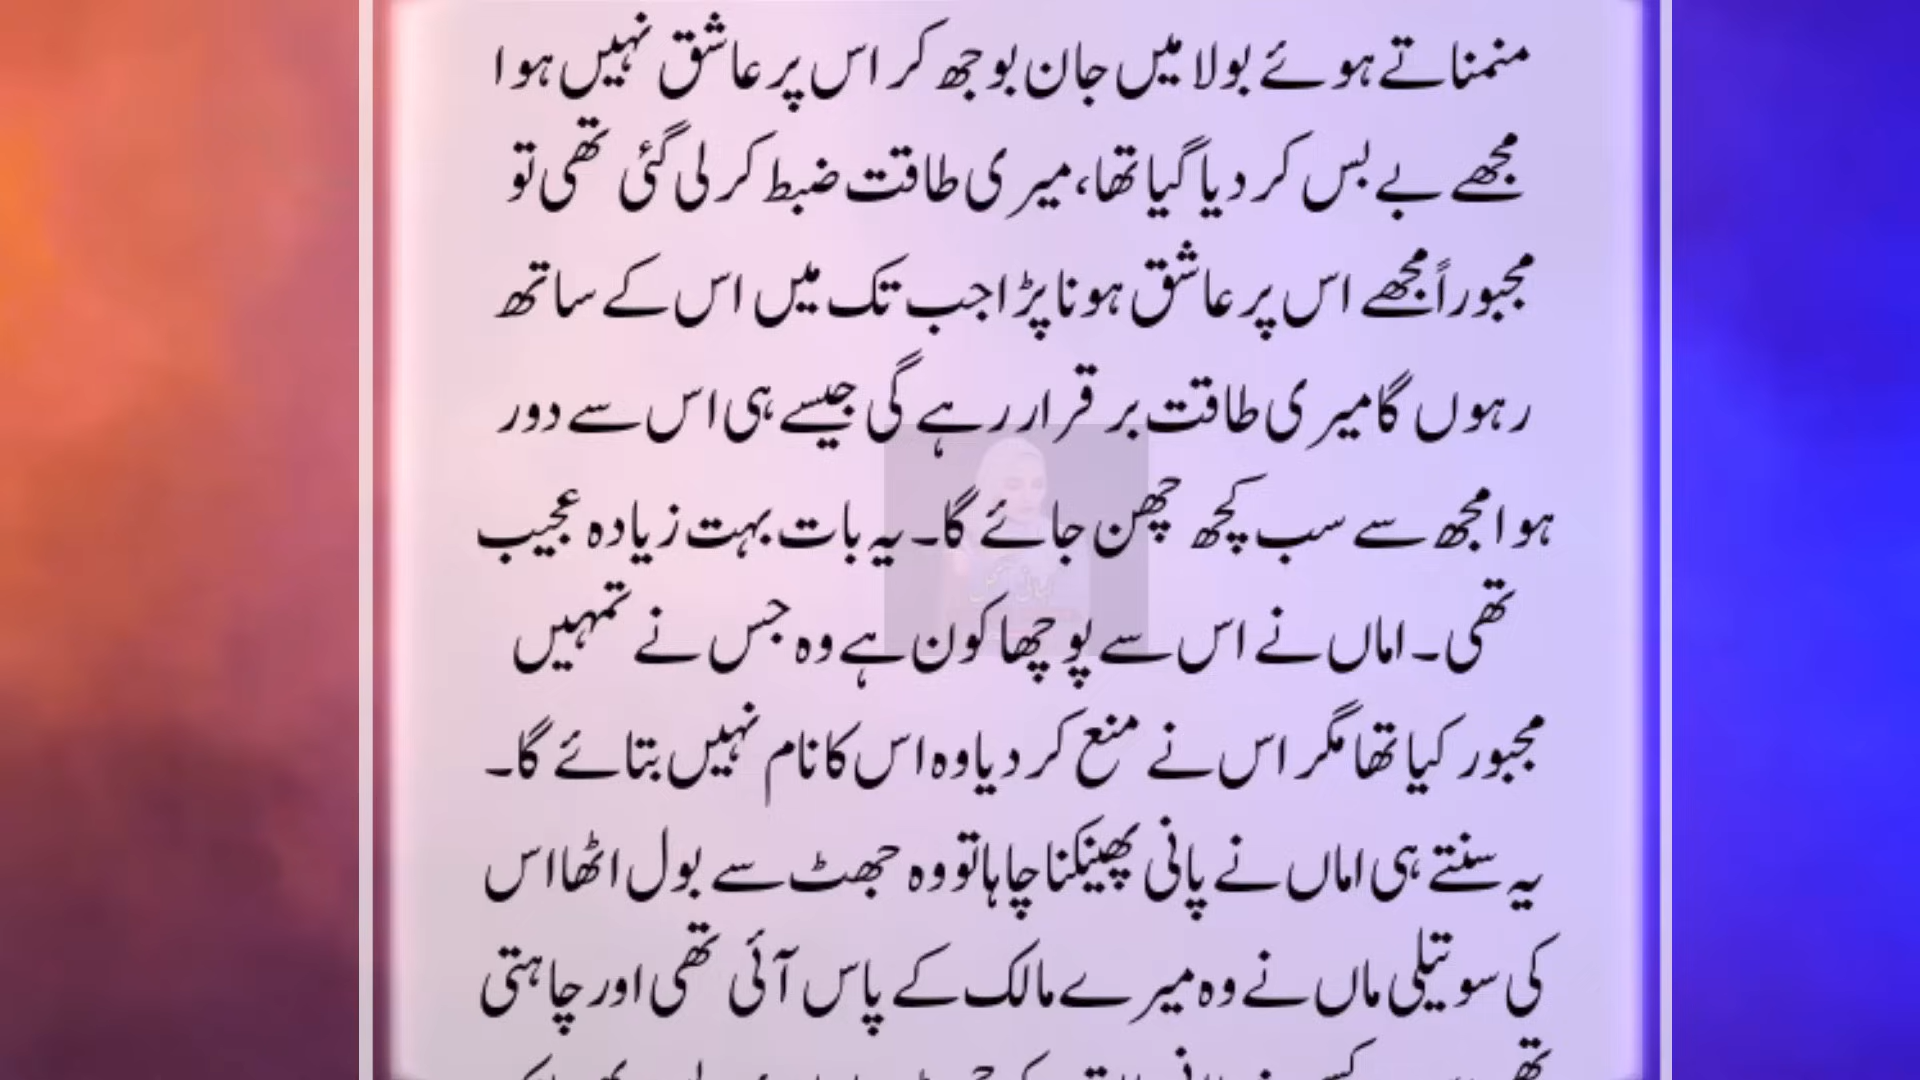 منمناتے ہوئے بولا میں جان بوجھ کر اس پر عاشق نہیں ہوا
مجھے بے بس کر دیا گیا تھا، میری طاقت ضبط کر لی گئی تھی تو
مجبوراً مجھے اس پر عاشق ہونا پڑا جب تک میں اس کے ساتھ
رہوں گا میری طاقت برقرار رہے گی جیسے ہی اس سے دور
ہوا مجھ سے سب کچھ چھن جائے گا۔ یہ بات بہت زیادہ عجیب
تھی۔ اماں نے اس سے پوچھا کون ہے وہ جس نے تمہیں
مجبور کیا تھا مگر اس نے منع کر دیا وہ اس کا نام نہیں بتائے گا۔
یہ سنتے ہی اماں نے پانی پھینکنا چاہا تو وہ جھٹ سے بول اٹھا اس
کی سوتیلی ماں نے وہ میرے مالک کے پاس آئی تھی اور چاہتی